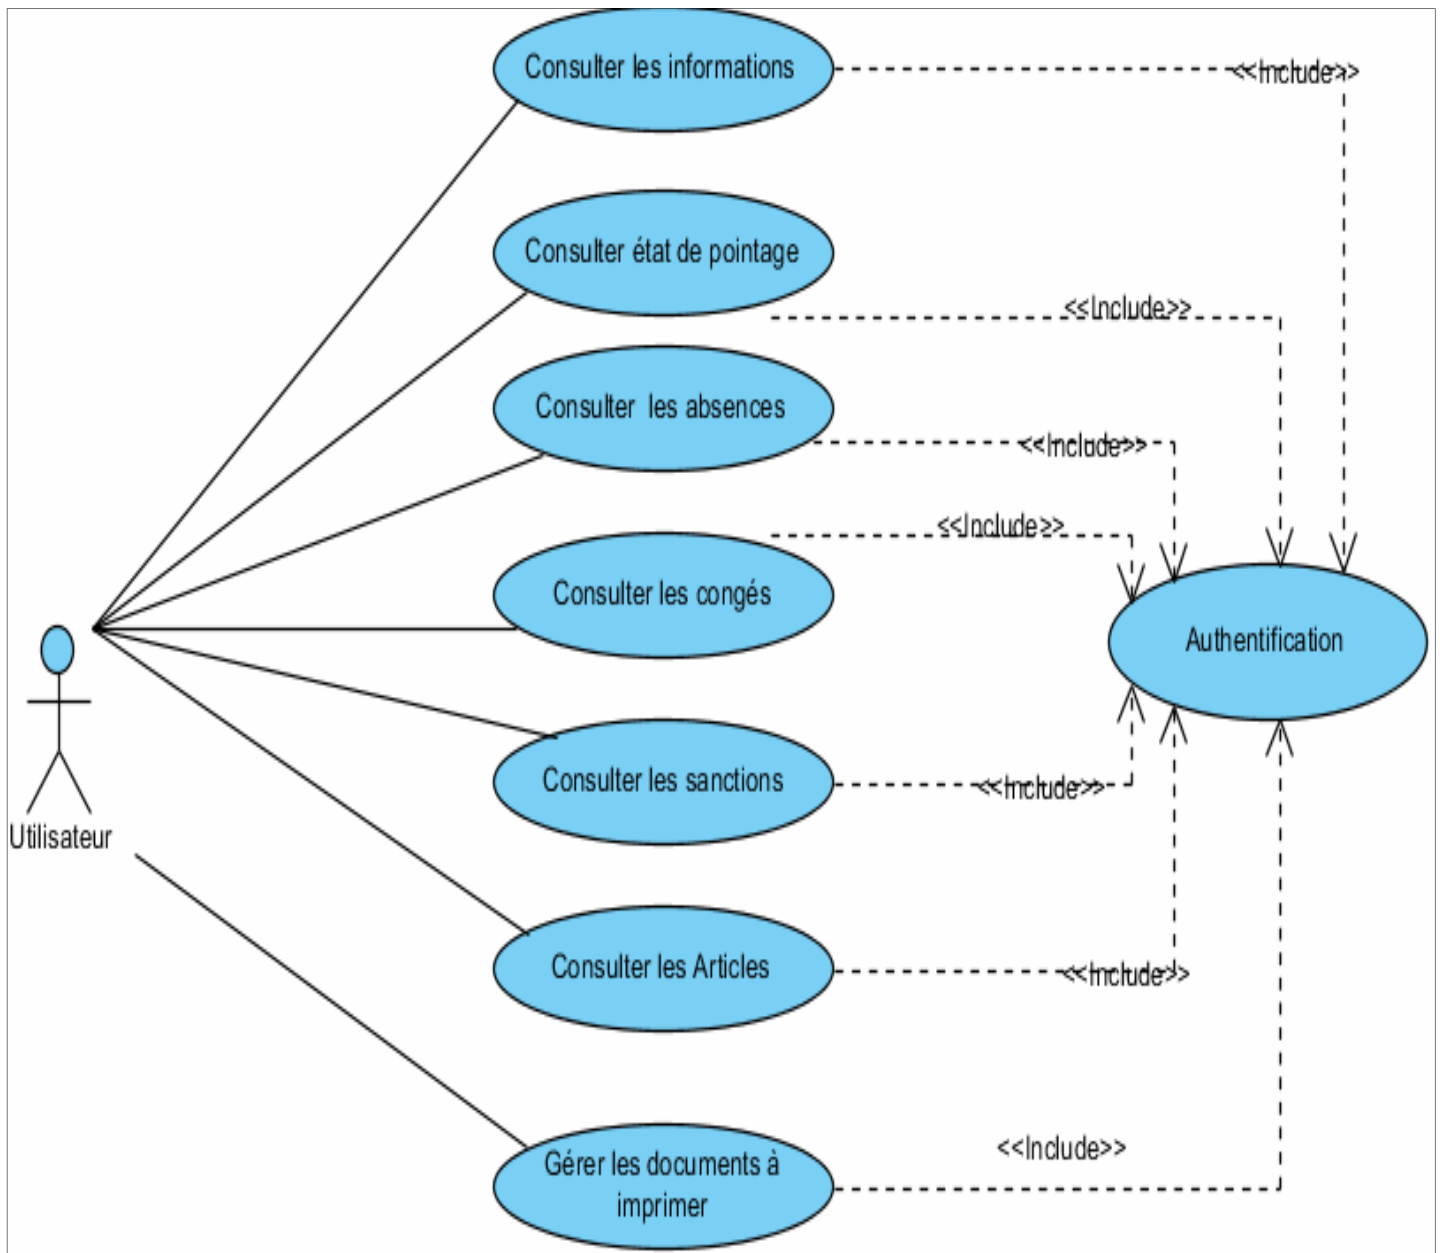 Consulter les informations
<<Include>>
Consulter état de pointage
<<Include>>
Consulter les absences
<<Include>>
<<Include>>
Consulter les congés
Authentification
Consulter les sanctions
<<Include>>
Utilisateur
Consulter les Articles
<<Include>>
<<Include>>
Gérer les documents à
imprimer